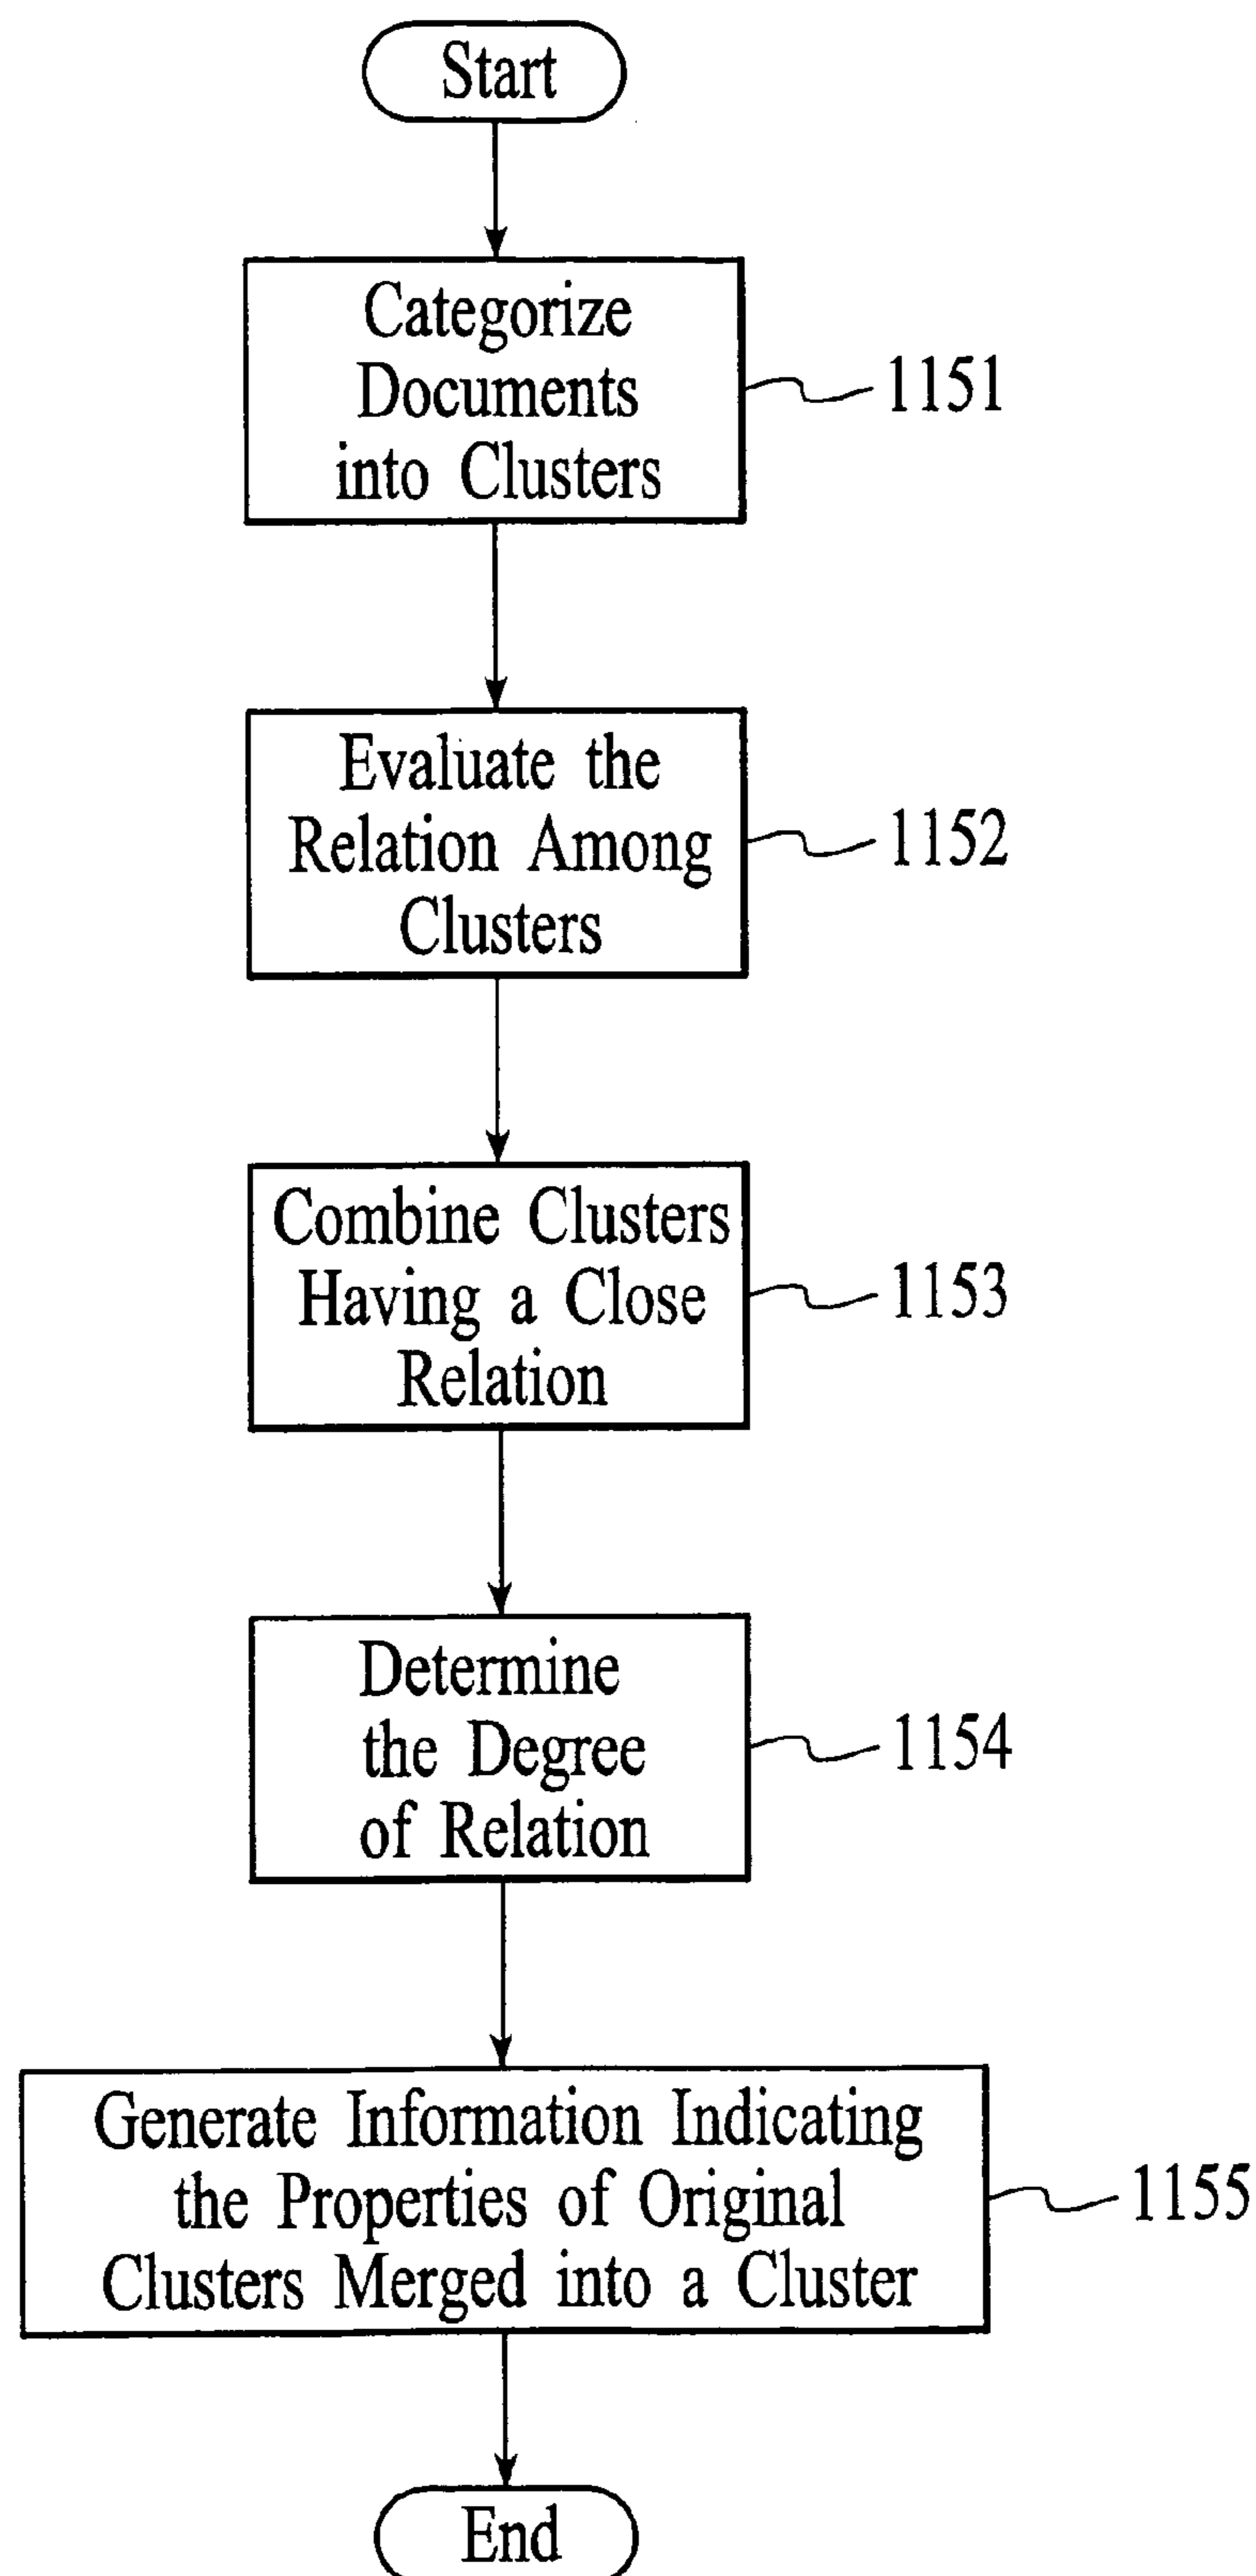 Start
Categorize
Documents
into Clusters
1151
Evaluate the
Relation Among
Clusters
1152
Combine Clusters
Having a Close
Relation
1153
Determine
the Degree
of Relation
1154
Generate Information Indicating
the Properties of Original
Clusters Merged into a Cluster
1155
End